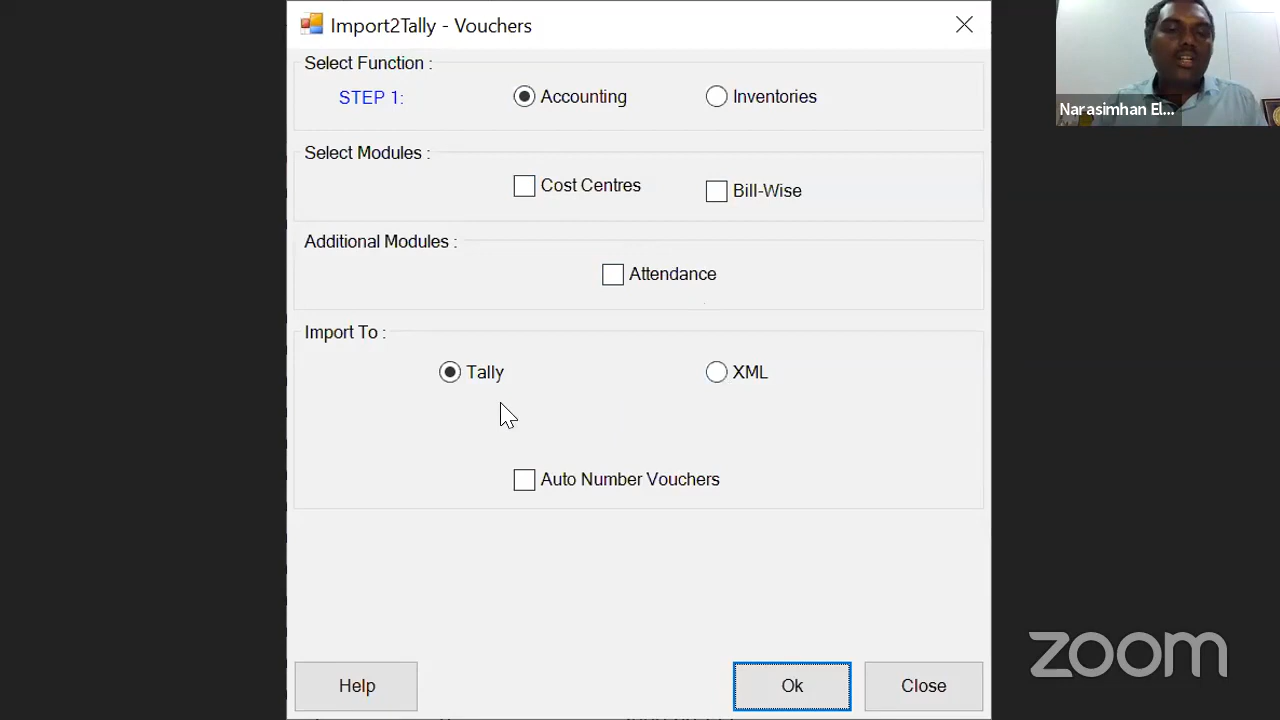 Import2Tally - Vouchers
Select Function :
STEP 1:
Accounting
Inventories
Select Modules :
Cost Centres
Bill-Wise
Additional Modules :
Attendance
Import To :
Tally
XML
Auto Number Vouchers
Help
Ok
Close
Narasimhan El...
zoom